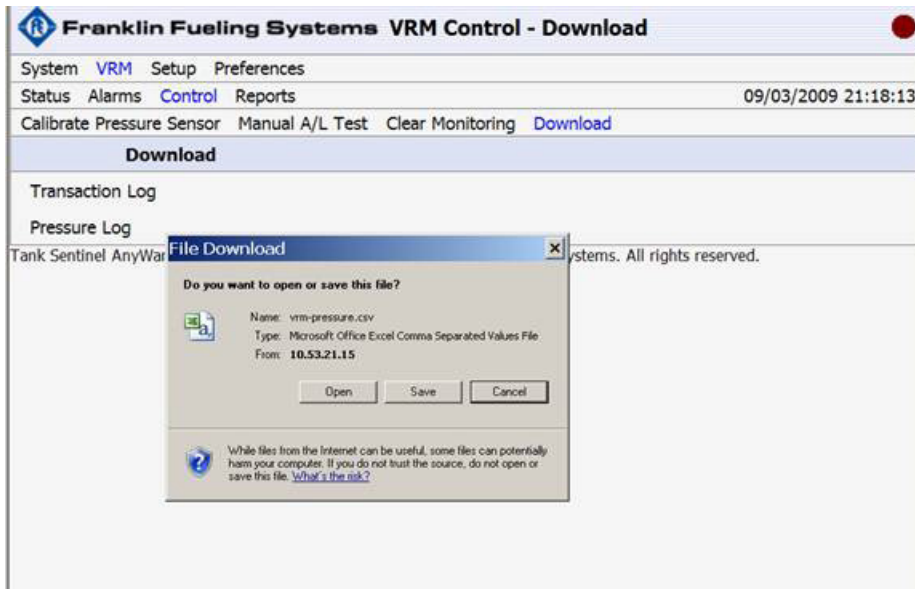 Franklin Fueling Systems VRM Control - Download
System VRM Setup Preferences
Status Alarms Control Reports 09/03/2009 21:18:13
Calibrate Pressure Sensor Manual A/L Test Clear Monitoring Download
Download
Transaction Log
Pressure Log
Tank Sentinel AnyWar ystems. All rights reserved.
File Download
Do you want to open or save this file?
Name: vrm-pressure.csv
Type: Microsoft Office Excel Comma Separated Values File
From: 10.53.21.15
Open Save Cancel
While files from the Internet can be useful, some files can potentially
harm your computer. If you do not trust the source, do not open or
save this file. What's the risk?